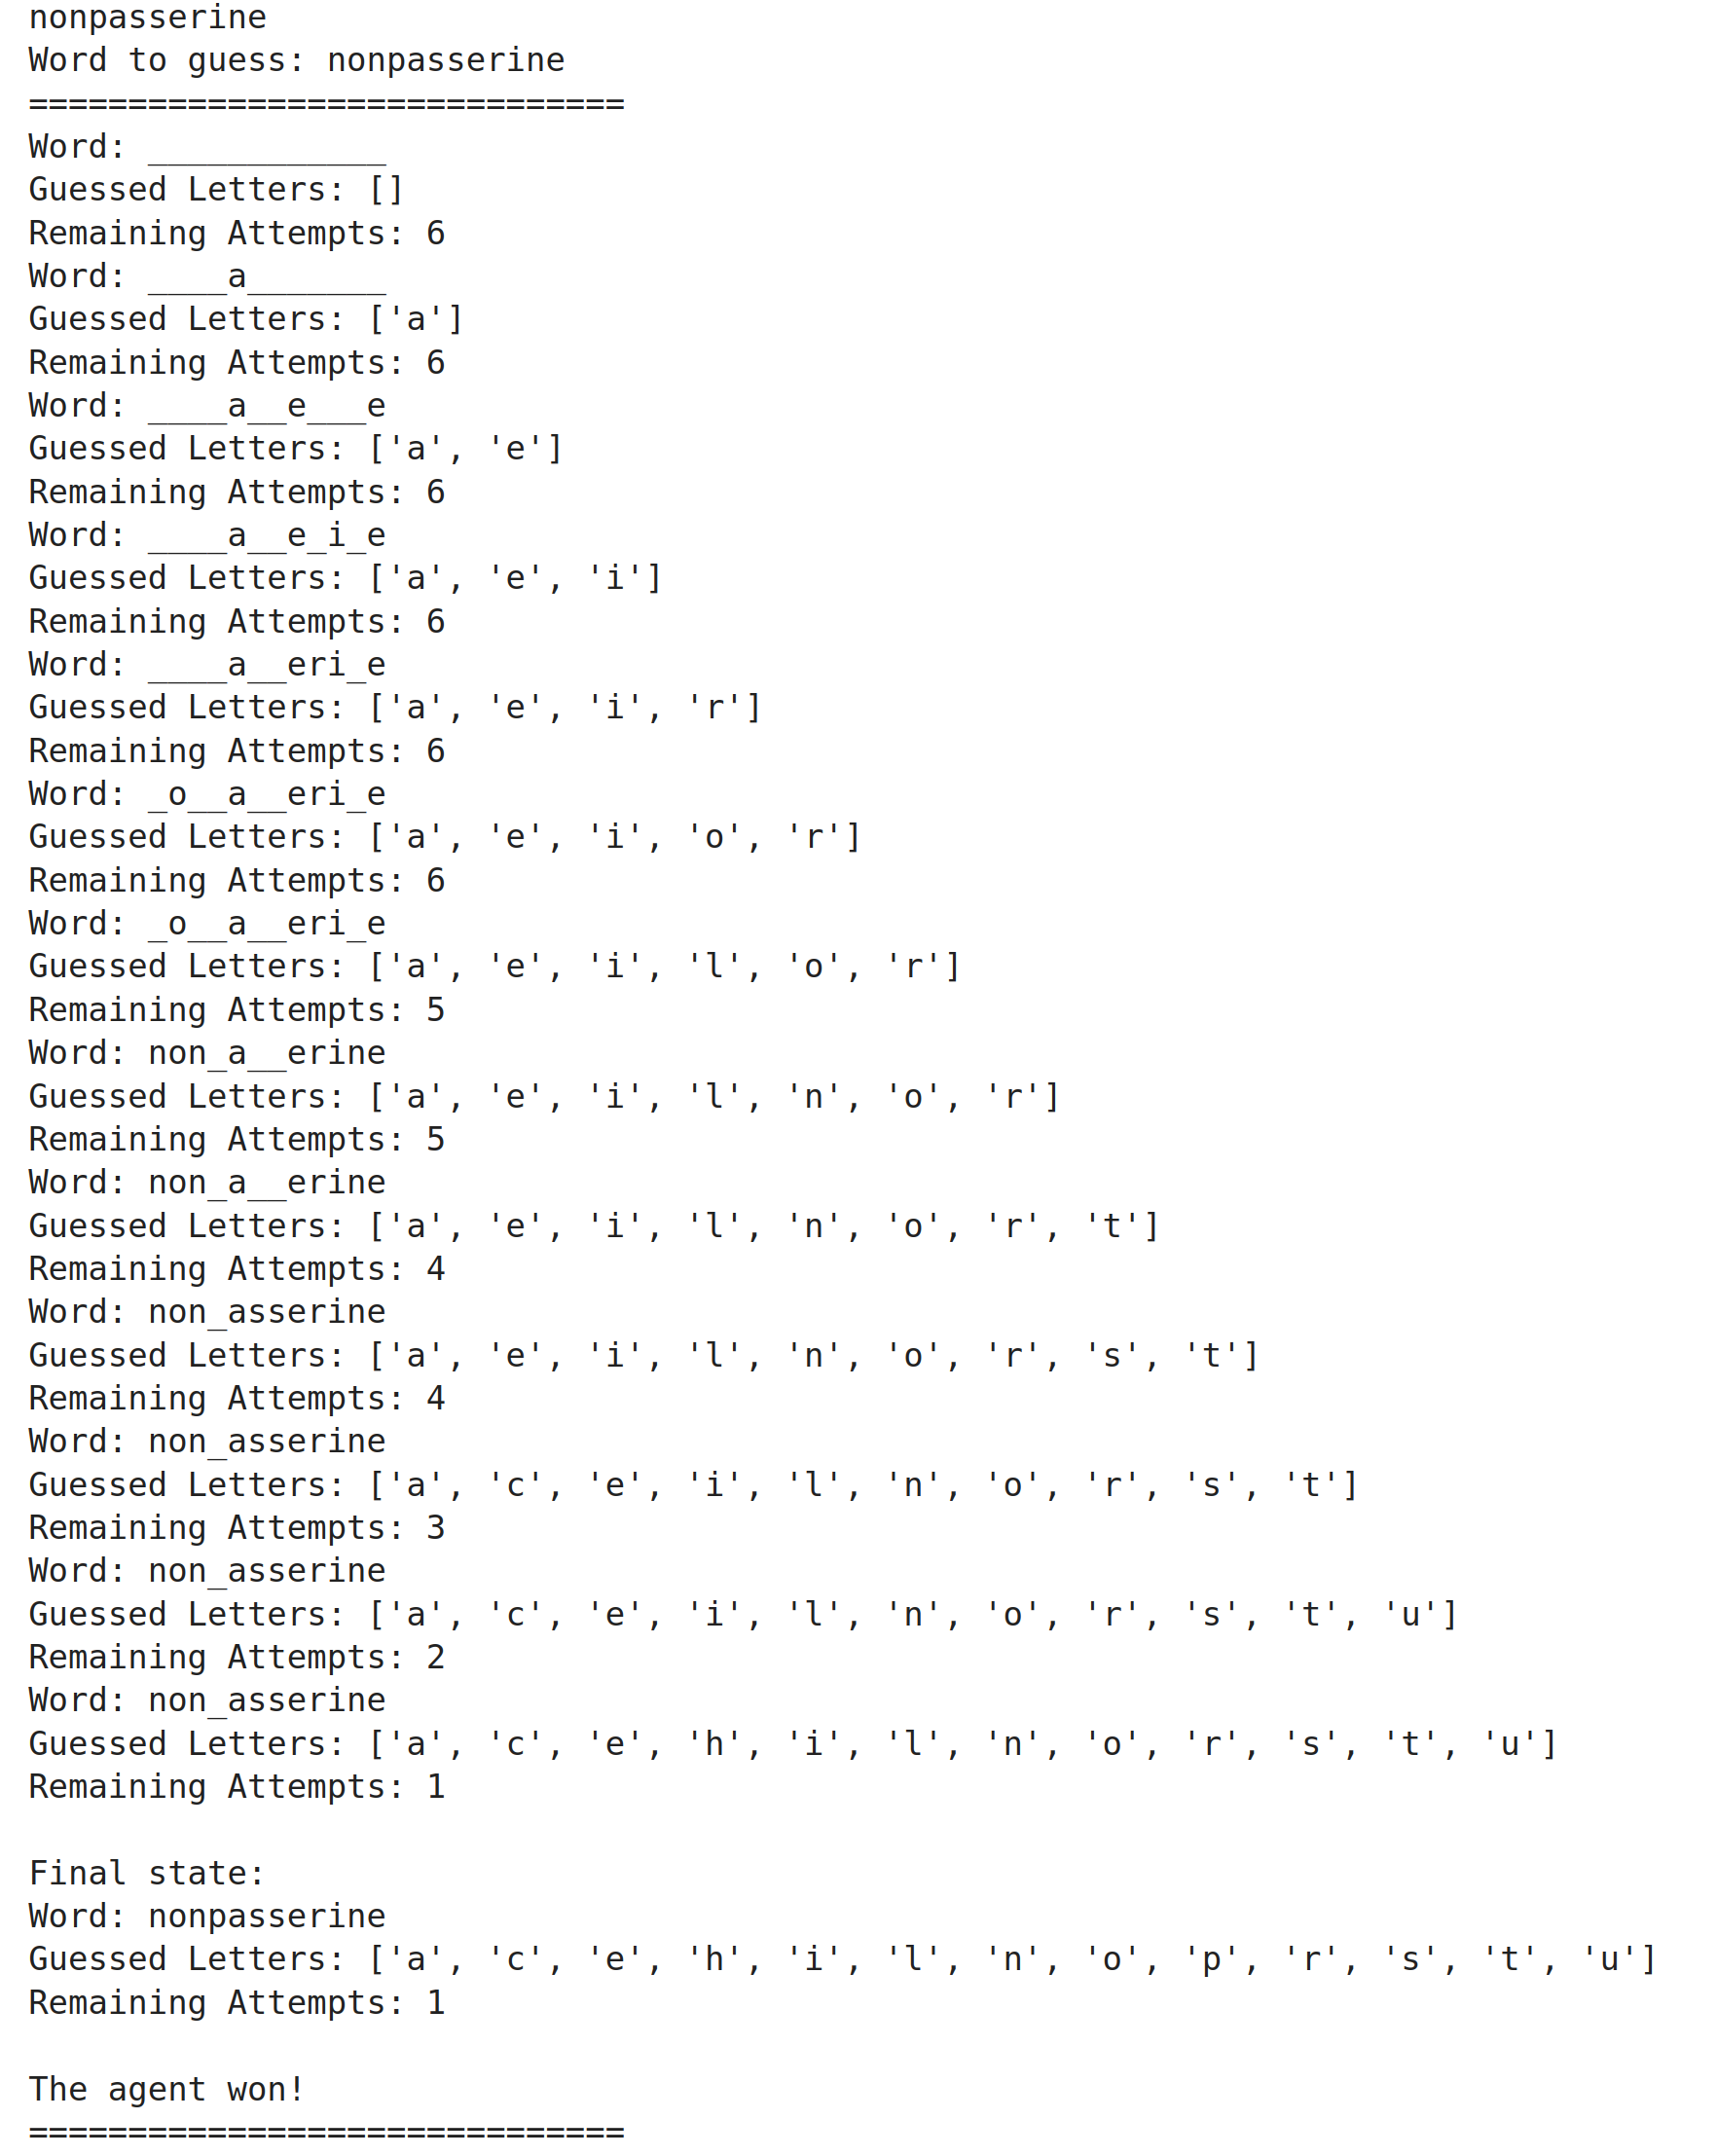 nonpasserine
Word to guess: nonpasserine
==============================
Word: ____________
Guessed Letters: []
Remaining Attempts: 6
Word: ____a_______
Guessed Letters: ['a']
Remaining Attempts: 6
Word: ____a__e___e
Guessed Letters: ['a', 'e']
Remaining Attempts: 6
Word: ____a__e_i_e
Guessed Letters: ['a', 'e', 'i']
Remaining Attempts: 6
Word: ____a__eri_e
Guessed Letters: ['a', 'e', 'i', 'r']
Remaining Attempts: 6
Word: _o__a__eri_e
Guessed Letters: ['a', 'e', 'i', 'o', 'r']
Remaining Attempts: 6
Word: _o__a__eri_e
Guessed Letters: ['a', 'e', 'i', 'l', 'o', 'r']
Remaining Attempts: 5
Word: non_a__erine
Guessed Letters: ['a', 'e', 'i', 'l', 'n', 'o', 'r']
Remaining Attempts: 5
Word: non_a__erine
Guessed Letters: ['a', 'e', 'i', 'l', 'n', 'o', 'r', 't']
Remaining Attempts: 4
Word: non_asserine
Guessed Letters: ['a', 'e', 'i', 'l', 'n', 'o', 'r', 's', 't']
Remaining Attempts: 4
Word: non_asserine
Guessed Letters: ['a', 'c', 'e', 'i', 'l', 'n', 'o', 'r', 's', 't']
Remaining Attempts: 3
Word: non_asserine
Guessed Letters: ['a', 'c', 'e', 'i', 'l', 'n', 'o', 'r', 's', 't', 'u']
Remaining Attempts: 2
Word: non_asserine
Guessed Letters: ['a', 'c', 'e', 'h', 'i', 'l', 'n', 'o', 'r', 's', 't', 'u']
Remaining Attempts: 1
Final state:
Word: nonpasserine
Guessed Letters: ['a', 'c', 'e', 'h', 'i', 'l', 'n', 'o', 'p', 'r', 's', 't', 'u']
Remaining Attempts: 1
The agent won!
==============================